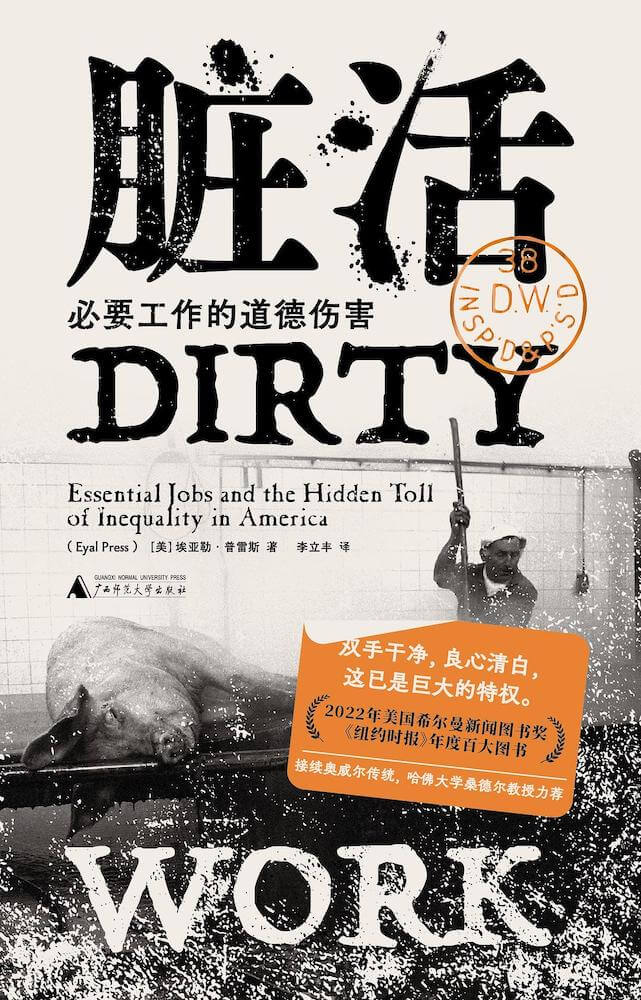 脏活
38
D.W.
INSP.'D & P.'S.'D
必要工作的道德伤害
DIRTY
Essential Jobs and the Hidden Toll
of Inequality in America
（Eyal Press） [美]埃亚勒·普雷斯 著 李立丰 译
GUANGXI NORMAL UNIVERSITY PRESS
广西师范大学出版社
双手干净，良心清白，
这已是巨大的特权。
2022年美国希尔曼新闻图书奖
《纽约时报》年度百大图书
接续奥威尔传统，哈佛大学桑德尔教授力荐
WORK